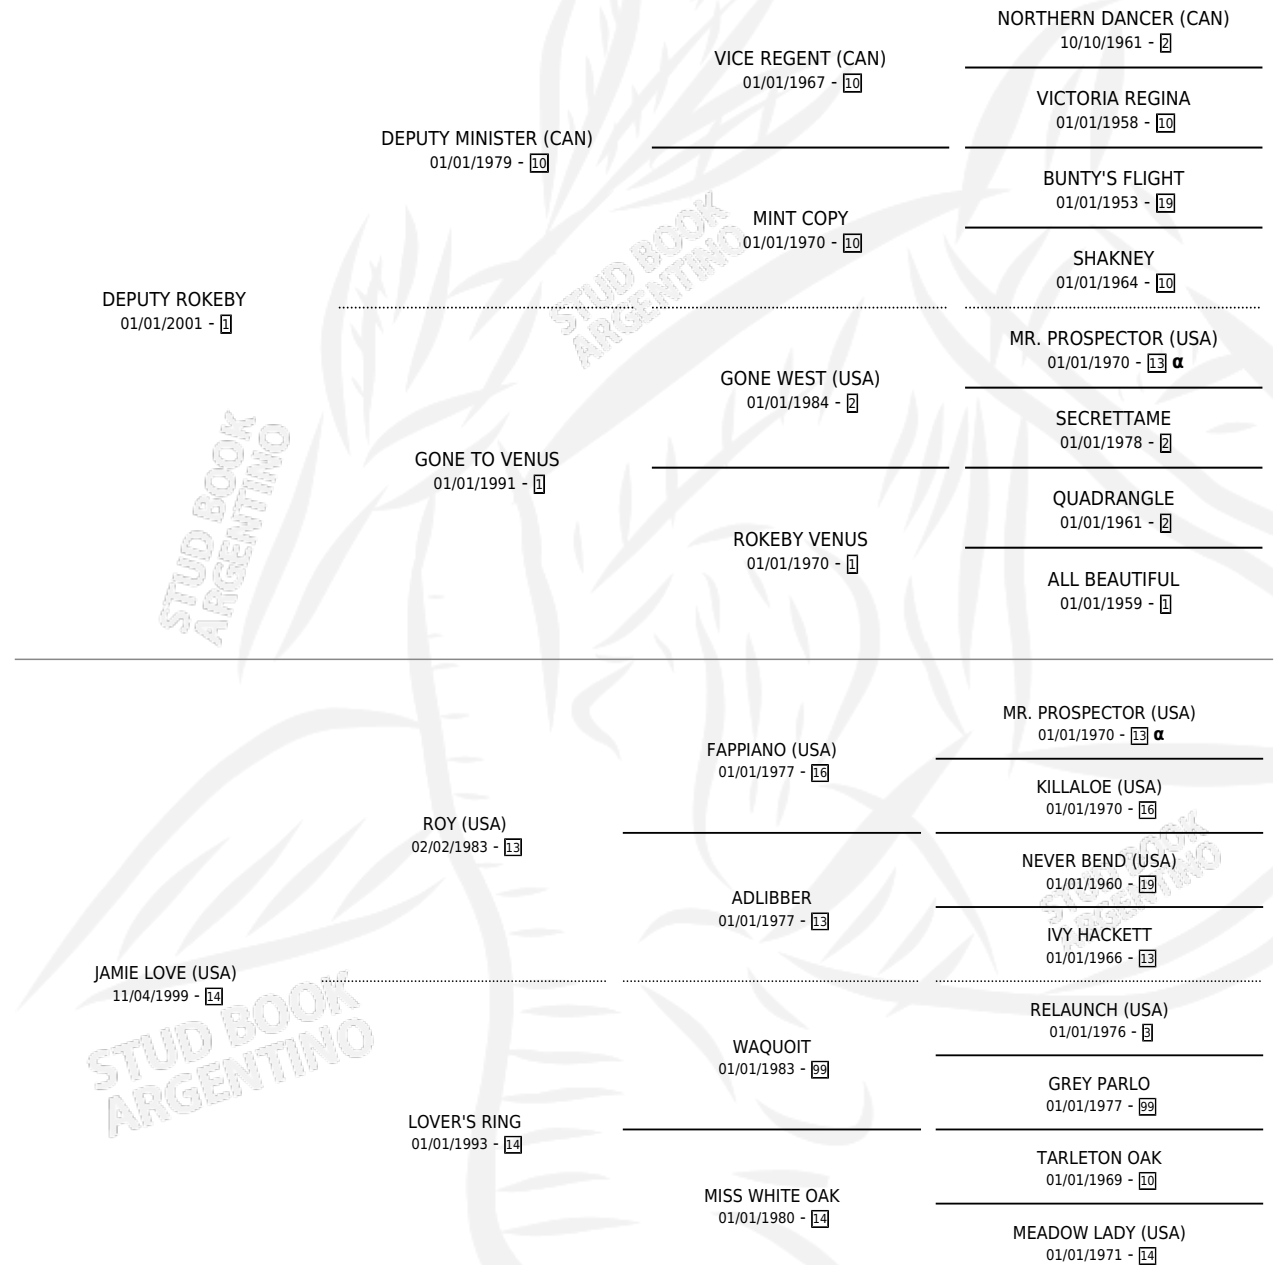 NORTHERN DANCER (CAN)
10/10/1961 - 2
VICE REGENT (CAN)
01/01/1967 - 10
VICTORIA REGINA
01/01/1958 - 10
DEPUTY MINISTER (CAN)
01/01/1979 - 10
BUNTY'S FLIGHT
01/01/1953 - 19
MINT COPY
01/01/1970 - 10
SHAKNEY
01/01/1964 - 10
STUD BOOK
ARGENTINO
DEPUTY ROKEBY
01/01/2001 - 1
MR. PROSPECTOR (USA)
01/01/1970 - 13 α
GONE WEST (USA)
01/01/1984 - 2
SECRETTAME
01/01/1978 - 2
GONE TO VENUS
01/01/1991 - 1
QUADRANGLE
01/01/1961 - 2
ROKEBY VENUS
01/01/1970 - 1
ALL BEAUTIFUL
01/01/1959 - 1
STUD BOOK
ARGENTINO
MR. PROSPECTOR (USA)
01/01/1970 - 13 α
FAPPIANO (USA)
01/01/1977 - 16
KILLALOE (USA)
01/01/1970 - 16
ROY (USA)
02/02/1983 - 13
NEVER BEND (USA)
01/01/1960 - 19
ADLIBBER
01/01/1977 - 13
IVY HACKETT
01/01/1966 - 13
STUD BOOK
ARGENTINO
JAMIE LOVE (USA)
11/04/1999 - 14
RELAUNCH (USA)
01/01/1976 - 3
WAQUOIT
01/01/1983 - 99
GREY PARLO
01/01/1977 - 99
LOVER'S RING
01/01/1993 - 14
TARLETON OAK
01/01/1969 - 10
MISS WHITE OAK
01/01/1980 - 14
MEADOW LADY (USA)
01/01/1971 - 14
STUD BOOK
ARGENTINO